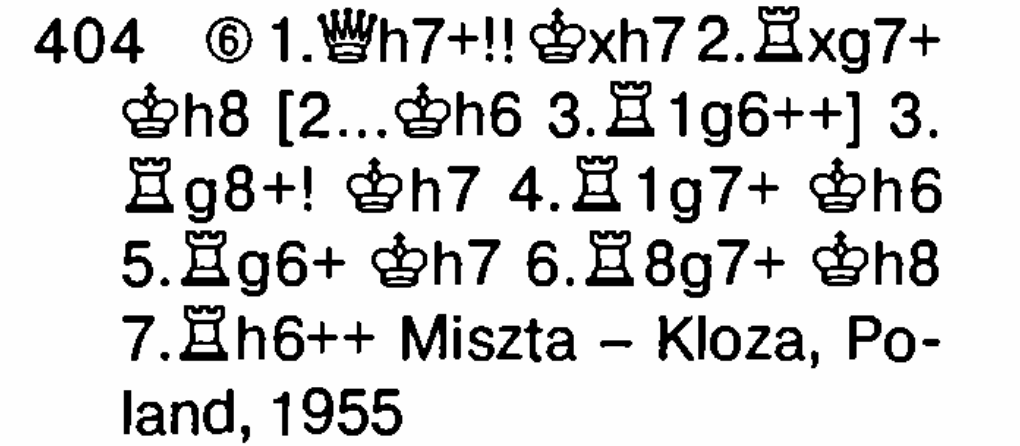 404 ⑥ 1.♕h7+!! ♔xh7 2.♖xg7+
♔h8 [2...♔h6 3.♖1g6++] 3.
♖g8+! ♔h7 4.♖1g7+ ♔h6
5.♖g6+ ♔h7 6.♖8g7+ ♔h8
7.♖h6++ Miszta – Kloza, Po-
land, 1955